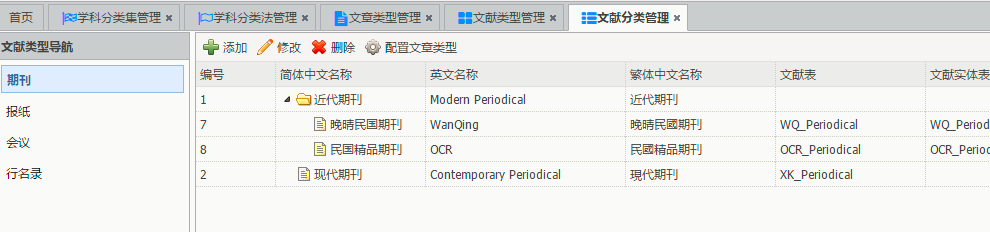 首页 学科分类集管理 × 学科分类法管理 × 文章类型管理 × 文献类型管理 × 文献分类管理 ×
文献类型导航
期刊
报纸
会议
行名录
添加 修改 删除 配置文章类型
编号 简体中文名称 英文名称 繁体中文名称 文献表 文献实体表
1 近代期刊 Modern Periodical 近代期刊
7 晚晴民国期刊 WanQing 晚晴民國期刊 WQ_Periodical WQ_Period
8 民国精品期刊 OCR 民國精品期刊 OCR_Periodical OCR_Perio
2 现代期刊 Contemporary Periodical 現代期刊 XK_Periodical